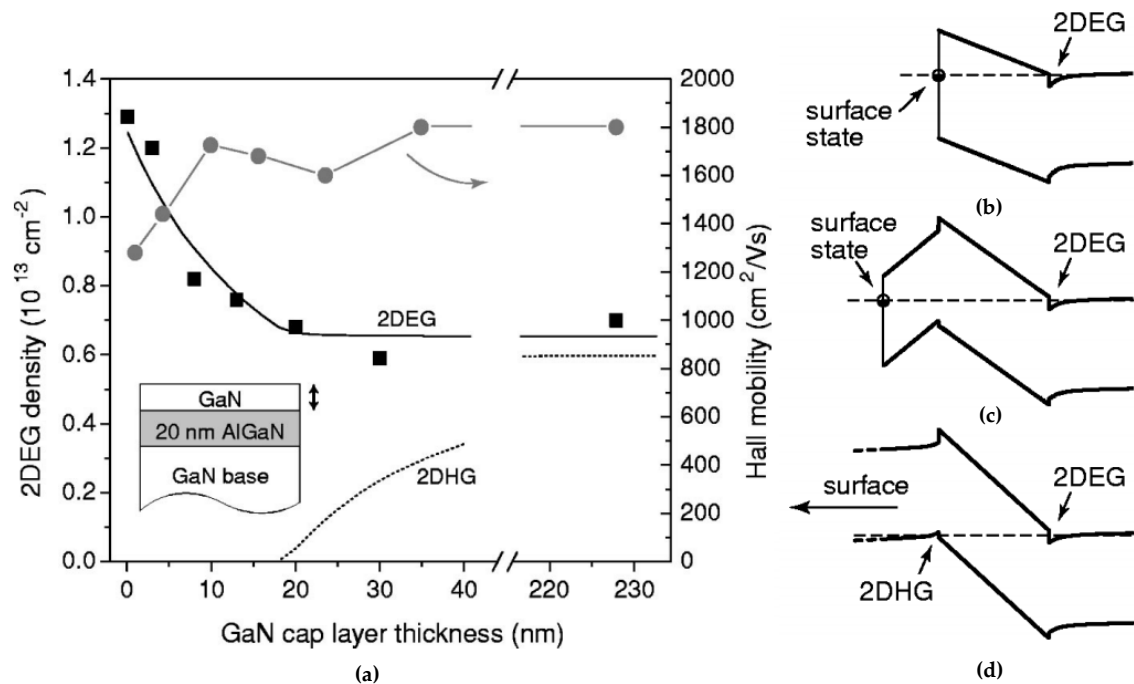 1.4
1.2
1.0
0.8
0.6
0.4
0.2
0.0
2DEG density (10 13 cm-2)
2000
1800
1600
1400
1200
1000
800
600
400
200
0
Hall mobility (cm2/Vs)
2DEG
2DHG
GaN
20 nm AlGaN
GaN base
0 10 20 30 40 220 230
GaN cap layer thickness (nm)
(a)
2DEG
surface
state
(b)
surface
state
2DEG
(c)
surface
2DEG
2DHG
(d)